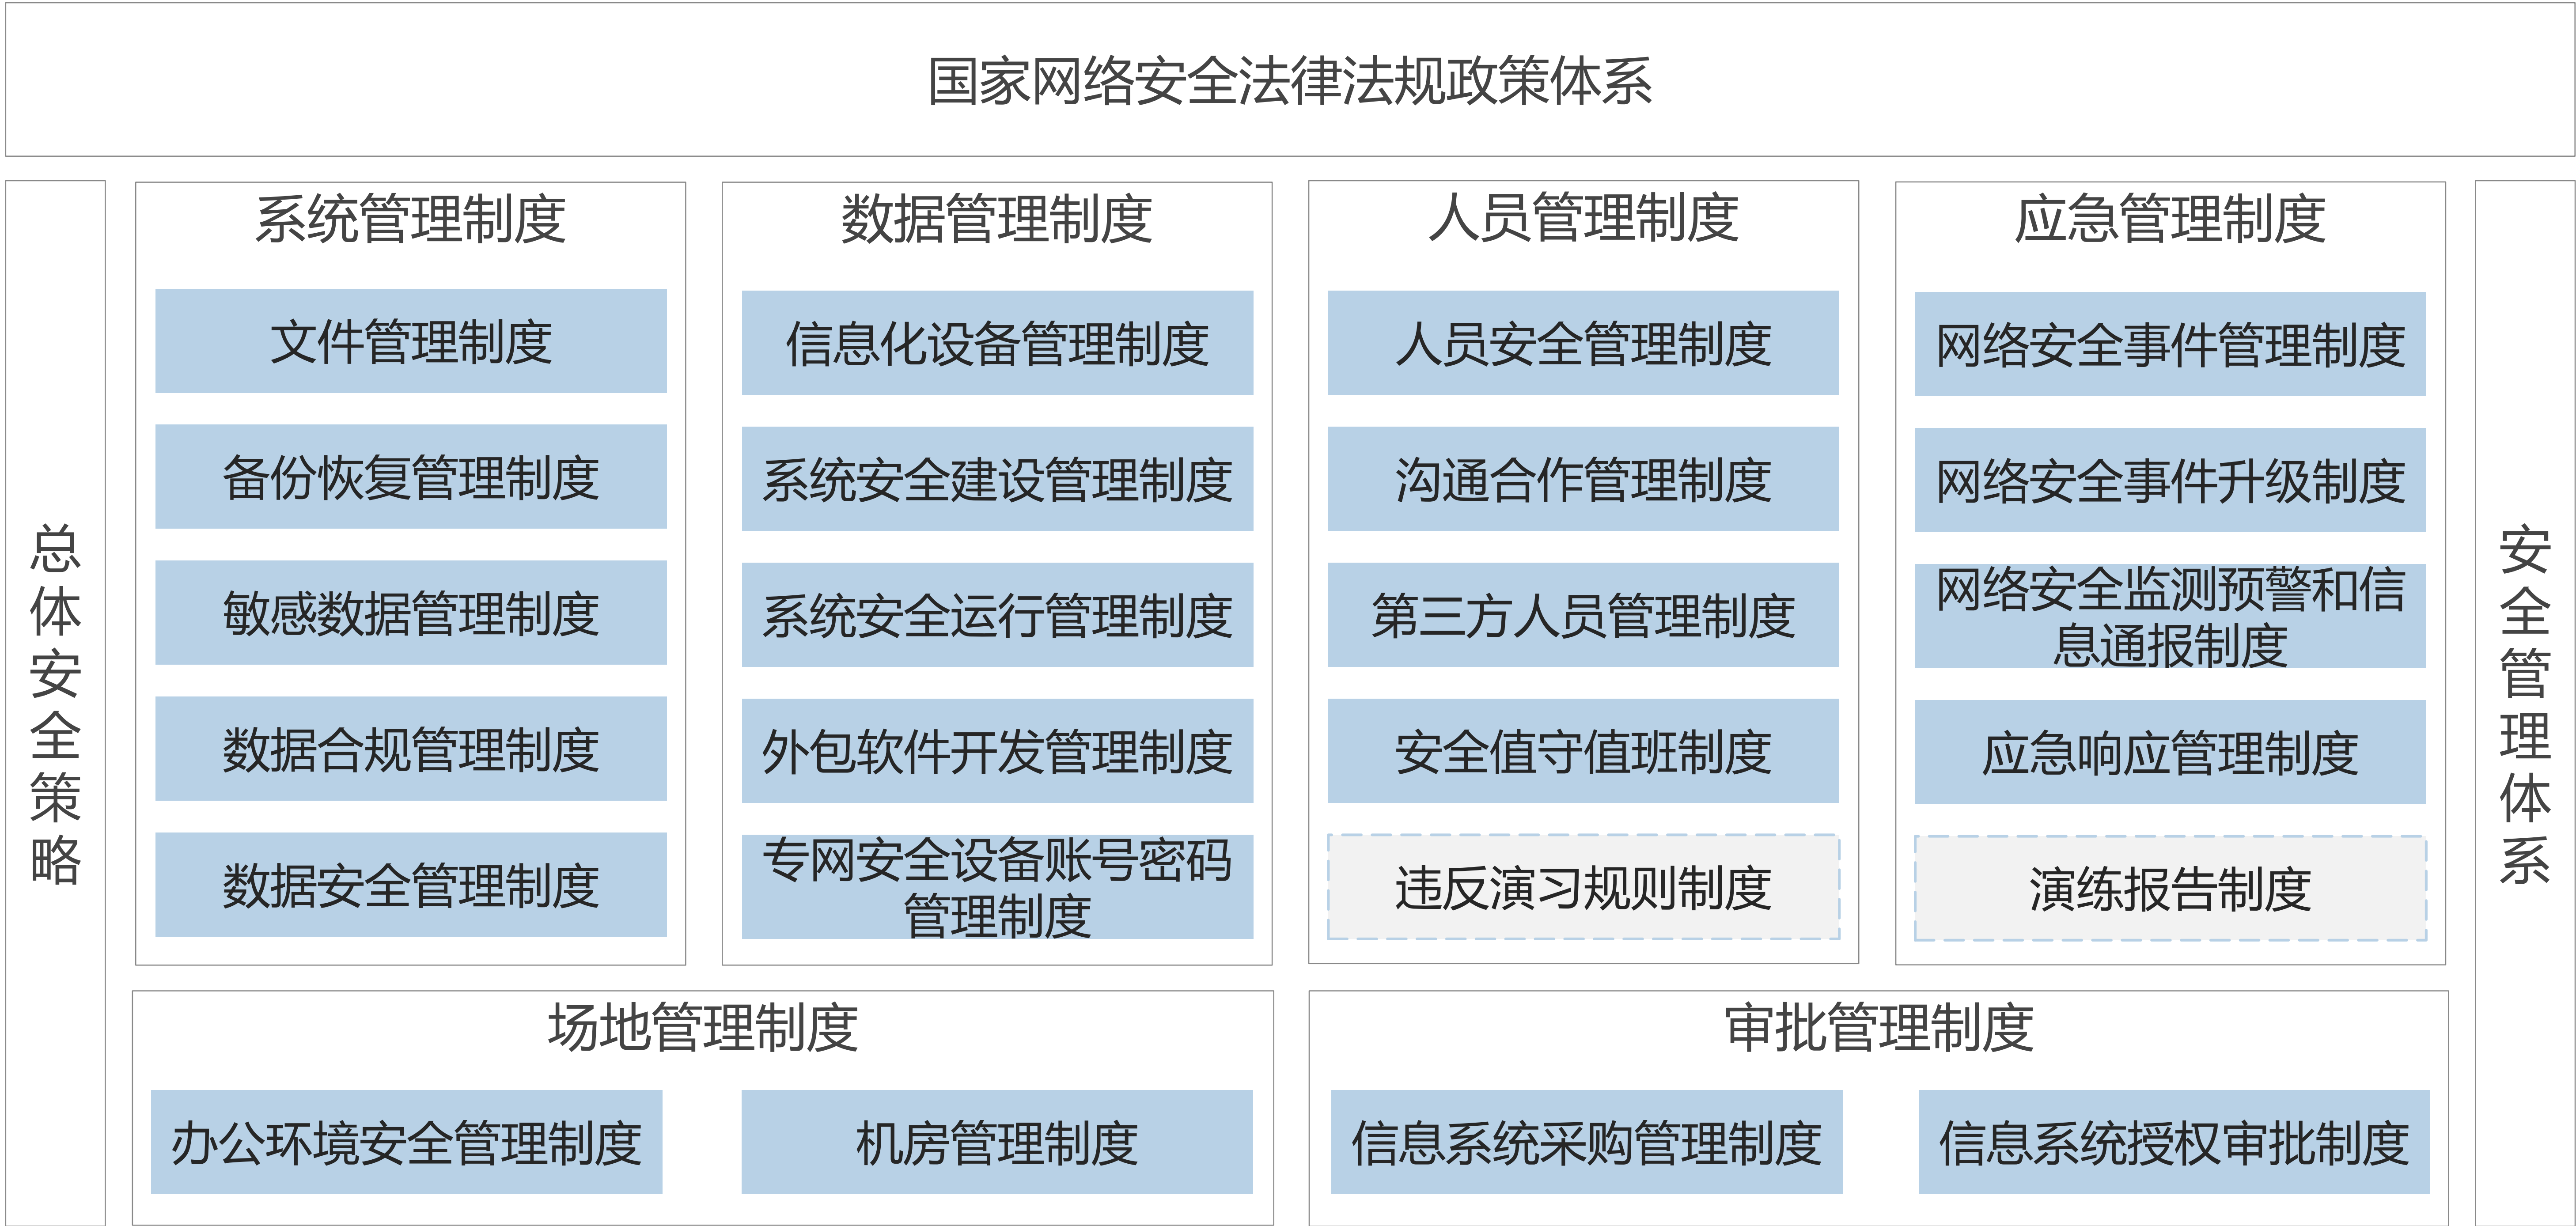 国家网络安全法律法规政策体系
总体安全策略
系统管理制度
文件管理制度
备份恢复管理制度
敏感数据管理制度
数据合规管理制度
数据安全管理制度
数据管理制度
信息化设备管理制度
系统安全建设管理制度
系统安全运行管理制度
外包软件开发管理制度
专网安全设备账号密码
管理制度
人员管理制度
人员安全管理制度
沟通合作管理制度
第三方人员管理制度
安全值守值班制度
违反演习规则制度
应急管理制度
网络安全事件管理制度
网络安全事件升级制度
网络安全监测预警和信
息通报制度
应急响应管理制度
演练报告制度
安全管理体系
场地管理制度
办公环境安全管理制度
机房管理制度
审批管理制度
信息系统采购管理制度
信息系统授权审批制度